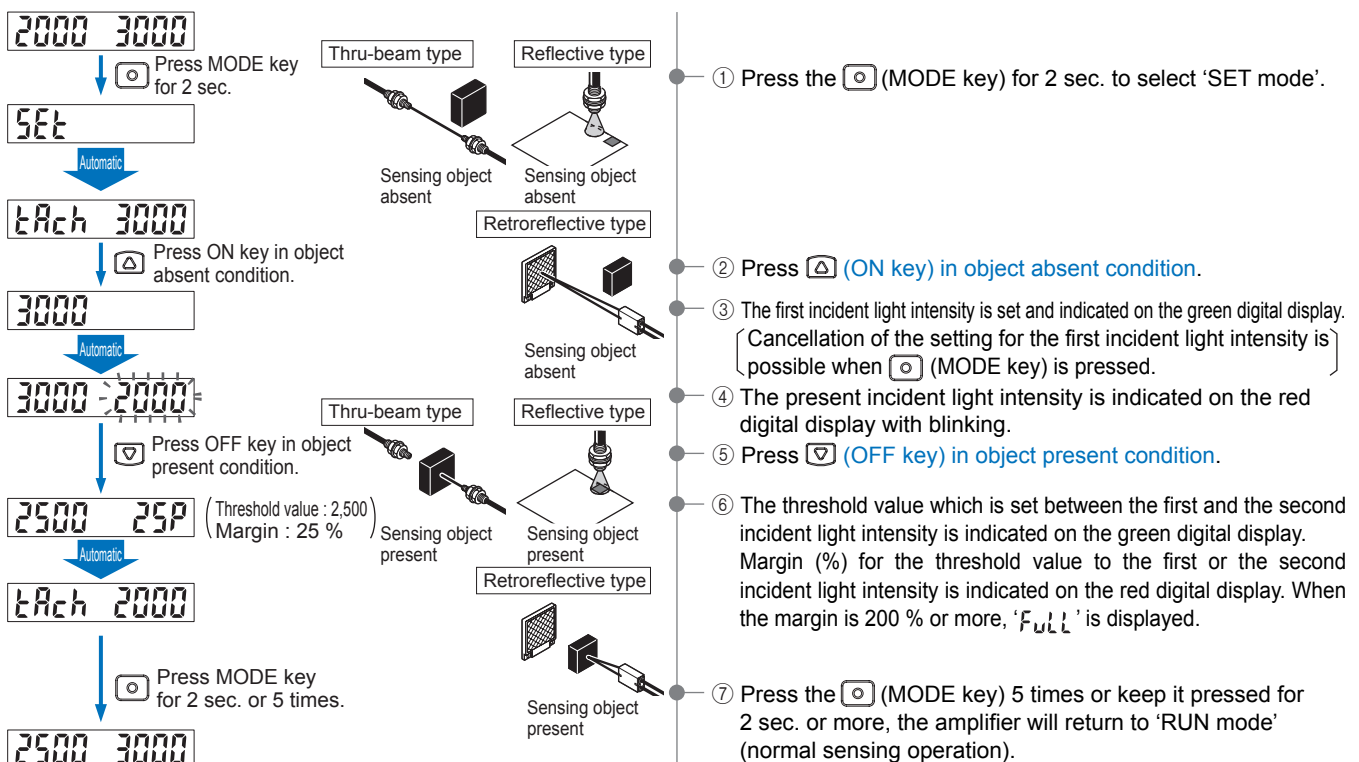 2000 3000
Press MODE key
for 2 sec.
SEt
Automatic
tAch 3000
Press ON key in object
absent condition.
3000
Automatic
3000 2000
Press OFF key in object
present condition.
2500 25P
(Threshold value : 2,500
Margin : 25 %)
Automatic
tAch 2000
Press MODE key
for 2 sec. or 5 times.
2500 3000
Thru-beam type
Reflective type
Sensing object
absent
Sensing object
absent
Retroreflective type
Sensing object
absent
Thru-beam type
Reflective type
Sensing object
present
Sensing object
present
Retroreflective type
Sensing object
present
① Press the (MODE key) for 2 sec. to select ‘SET mode’.
② Press (ON key) in object absent condition.
③ The first incident light intensity is set and indicated on the green digital display.
Cancellation of the setting for the first incident light intensity is
possible when (MODE key) is pressed.
④ The present incident light intensity is indicated on the red
digital display with blinking.
⑤ Press (OFF key) in object present condition.
⑥ The threshold value which is set between the first and the second
incident light intensity is indicated on the green digital display.
Margin (%) for the threshold value to the first or the second
incident light intensity is indicated on the red digital display. When
the margin is 200 % or more, ‘FuLL’ is displayed.
⑦ Press the (MODE key) 5 times or keep it pressed for
2 sec. or more, the amplifier will return to ‘RUN mode’
(normal sensing operation).